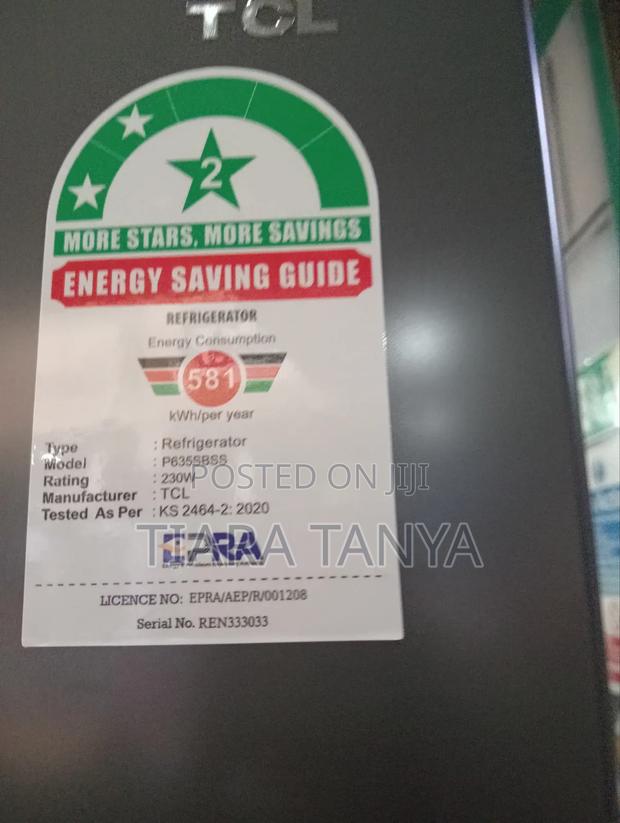 TCL
2
MORE STARS, MORE SAVINGS
ENERGY SAVING GUIDE
REFRIGERATOR
Energy Consumption
581
kWh/per year
Type : Refrigerator
Model : P635SBSS
Rating : 230W
Manufacturer : TCL
Tested As Per : KS 2464-2: 2020
POSTED ON JIJI
TIARA TANYA
EPRA
LICENCE NO: EPRA/AEP/R/001208
Serial No. REN333033